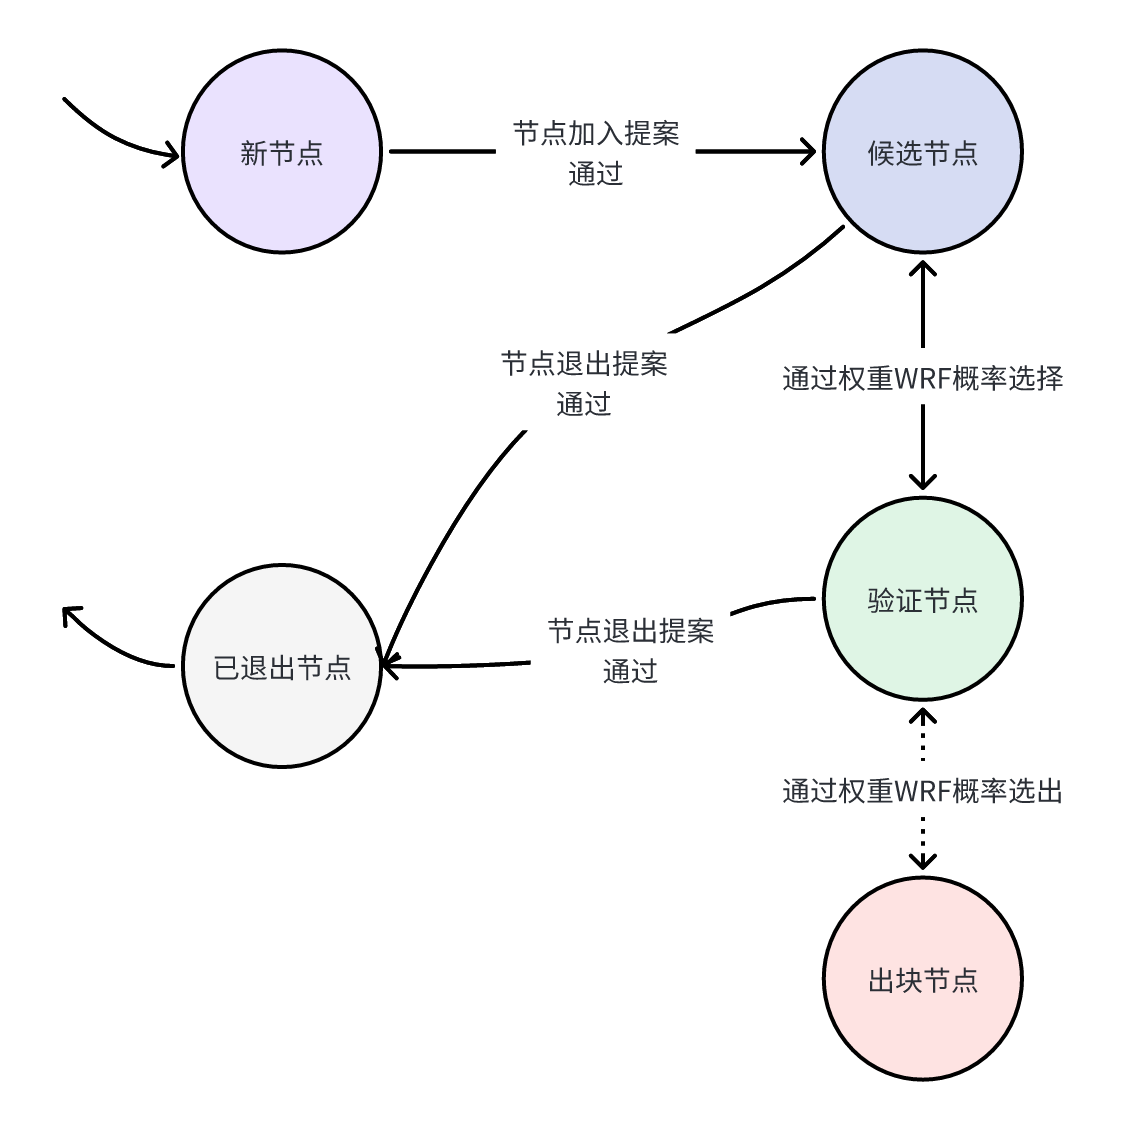 新节点
节点加入提案
通过
候选节点
节点退出提案
通过
通过权重WRF概率选择
已退出节点
节点退出提案
通过
验证节点
通过权重WRF概率选出
出块节点